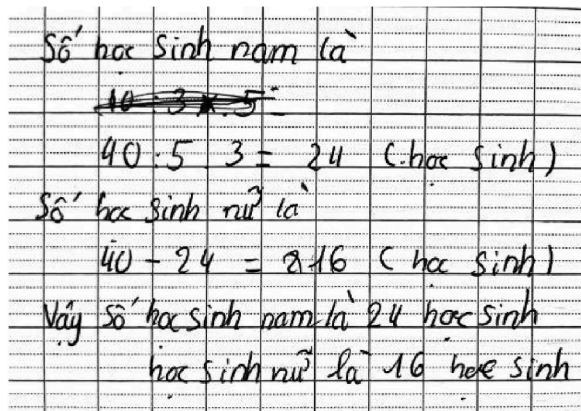 Số học sinh nam là
40 : 5 . 3 = 24 (học sinh)
Số học sinh nữ là
40 - 24 = 16 (học sinh)
Vậy số học sinh nam là 24 học sinh
học sinh nữ là 16 học sinh